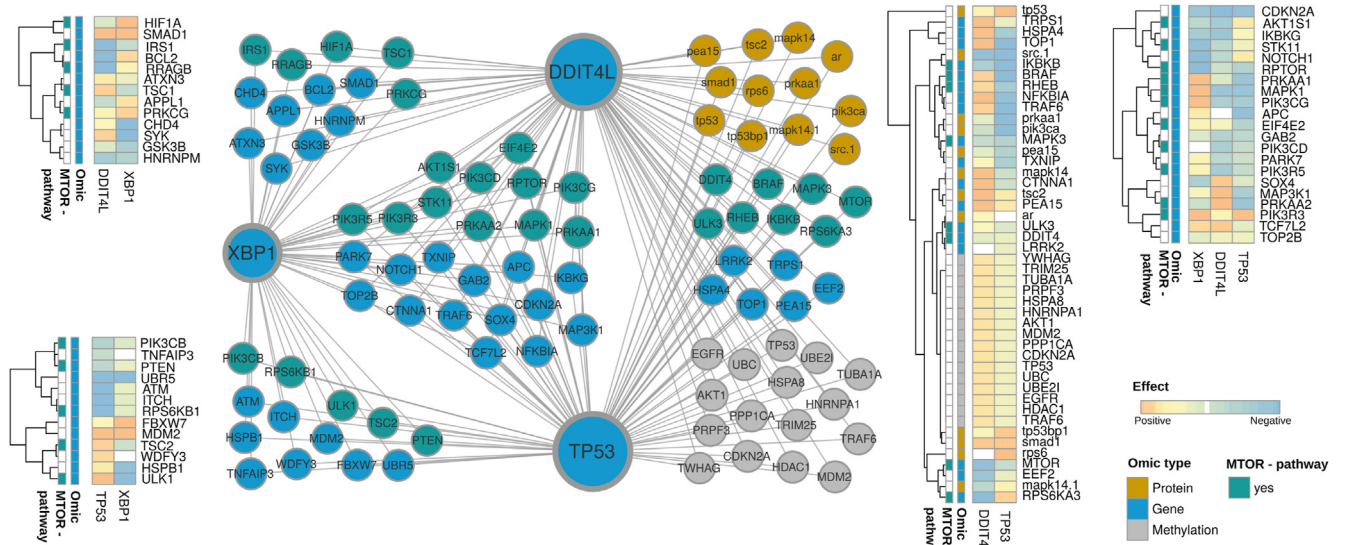 HIF1A
SMAD1
IRS1
BCL2
RRAGB
ATXN3
TSC1
APPL1
PRKCG
CHD4
SYK
GSK3B
HNRNPM
MTOR -
pathway
Omic
DDIT4L
XBP1
PIK3CB
TNFAIP3
PTEN
UBR5
ATM
ITCH
RPS6KB1
FBXW7
MDM2
TSC2
WDFY3
HSPB1
ULK1
MTOR -
pathway
Omic
TP53
XBP1
IRS1
HIF1A
TSC1
RRAGB
CHD4
BCL2
SMAD1
PRKCG
APPL1
HNRNPM
ATXN3
GSK3B
SYK
DDIT4L
XBP1
TP53
EIF4E2
AKT1S1
PIK3CD
RPTOR
PIK3CG
STK11
PIK3R5
PIK3R3
PRKAA2
MAPK1
PRKAA1
PARK7
NOTCH1
TXNIP
GAB2
APC
IKBKG
TOP2B
CTNNA1
TRAF6
SOX4
CDKN2A
MAP3K1
TCF7L2
NFKBIA
PIK3CB
RPS6KB1
ATM
ITCH
ULK1
TSC2
PTEN
HSPB1
MDM2
TNFAIP3
WDFY3
FBXW7
UBR5
pea15
tsc2
mapk14
ar
smad1
rps6
prkaa1
pik3ca
tp53
tp53bp1
mapk14.1
src.1
DDIT4
BRAF
MAPK3
MTOR
ULK3
RHEB
IKBKB
RPS6KA3
LRRK2
TRPS1
HSPA4
TOP1
PEA15
EEF2
EGFR
UBC
TP53
UBE2I
TUBA1A
AKT1
HSPA8
HNRNPA1
PRPF3
PPP1CA
TRIM25
TRAF6
TWHAG
CDKN2A
HDAC1
MDM2
tp53
TRPS1
HSPA4
TOP1
src.1
IKBKB
BRAF
RHEB
NFKBIA
TRAF6
prkaa1
pik3ca
MAPK3
pea15
TXNIP
mapk14
CTNNA1
tsc2
PEA15
ar
ULK3
DDIT4
LRRK2
YWHAG
TRIM25
TUBA1A
PRPF3
HSPA8
HNRNPA1
AKT1
MDM2
PPP1CA
CDKN2A
TP53
UBC
UBE2I
EGFR
HDAC1
TRAF6
tp53bp1
smad1
rps6
MTOR
EEF2
mapk14.1
RPS6KA3
MTOR
pathw
Omic
DDIT4
TP53
CDKN2A
AKT1S1
IKBKG
STK11
NOTCH1
RPTOR
PRKAA1
MAPK1
PIK3CG
APC
EIF4E2
GAB2
PIK3CD
PARK7
PIK3R5
SOX4
MAP3K1
PRKAA2
PIK3R3
TCF7L2
TOP2B
MTOR -
pathway
Omic
XBP1
DDIT4L
TP53
Effect
Positive
Negative
Omic type
Protein
Gene
Methylation
MTOR - pathway
yes